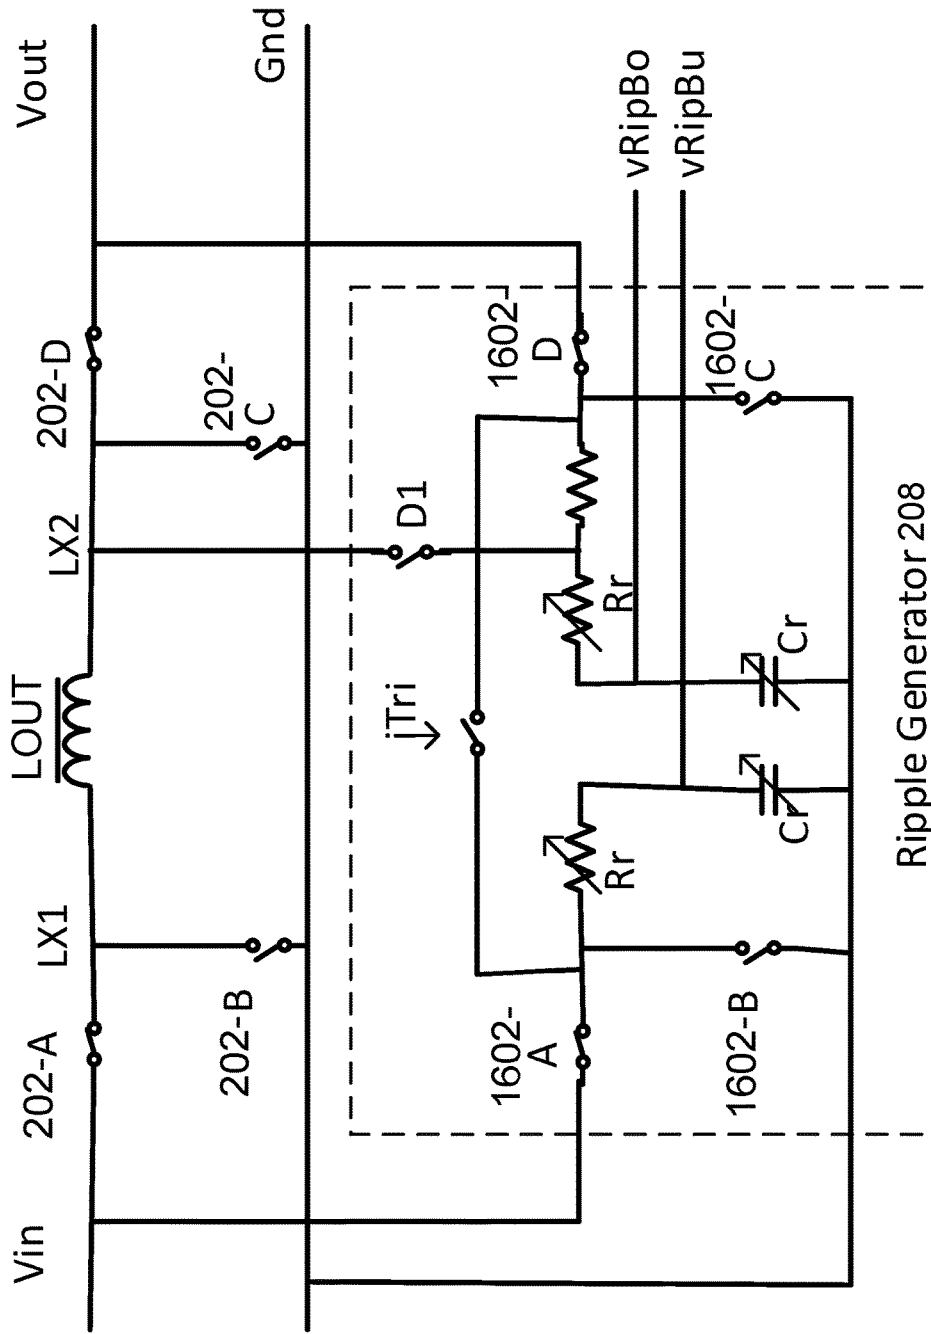 Vin
202-A
LX1
LOUT
LX2
202-D
Vout
202-B
202-
C
Gnd
D1
iTri
1602-
A
1602-
D
Rr
Rr
vRipBo
vRipBu
1602-B
Cr
Cr
1602-
C
Ripple Generator 208